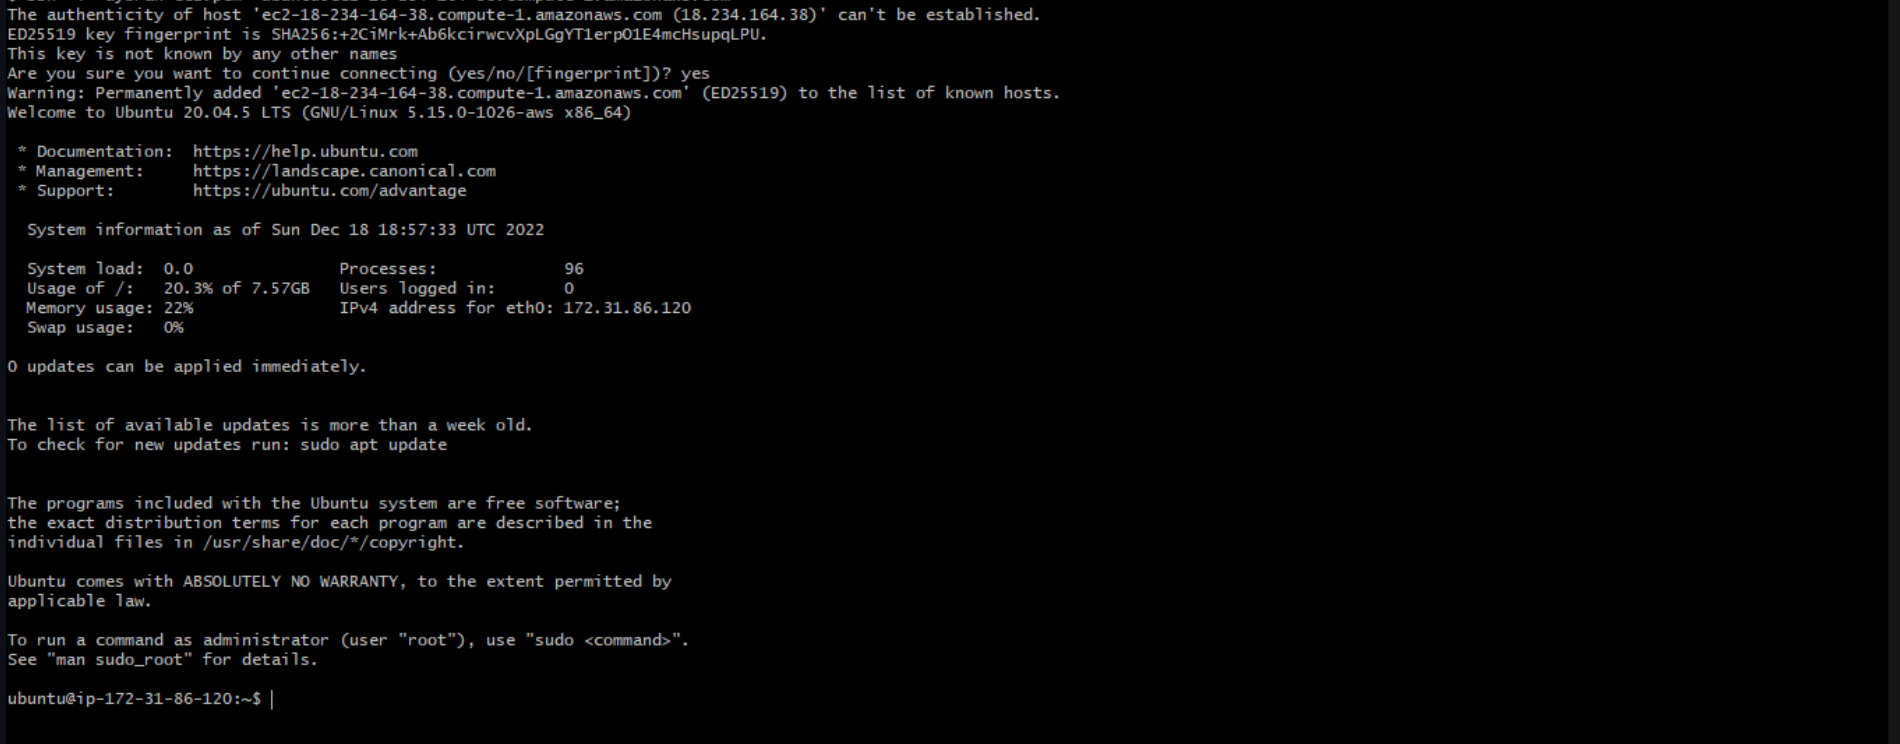 The authenticity of host 'ec2-18-234-164-38.compute-1.amazonaws.com (18.234.164.38)' can't be established.
ED25519 key fingerprint is SHA256:+2CiMrk+Ab6kcirwcvXpLGgYT1erpO1E4mcHsupqLPU.
This key is not known by any other names
Are you sure you want to continue connecting (yes/no/[fingerprint])? yes
Warning: Permanently added 'ec2-18-234-164-38.compute-1.amazonaws.com' (ED25519) to the list of known hosts.
Welcome to Ubuntu 20.04.5 LTS (GNU/Linux 5.15.0-1026-aws x86_64)
* Documentation:  https://help.ubuntu.com
* Management:     https://landscape.canonical.com
* Support:        https://ubuntu.com/advantage
System information as of Sun Dec 18 18:57:33 UTC 2022
System load:  0.0               Processes:             96
Usage of /:   20.3% of 7.57GB   Users logged in:       0
Memory usage: 22%               IPv4 address for eth0: 172.31.86.120
Swap usage:   0%
0 updates can be applied immediately.
The list of available updates is more than a week old.
To check for new updates run: sudo apt update
The programs included with the Ubuntu system are free software;
the exact distribution terms for each program are described in the
individual files in /usr/share/doc/*/copyright.
Ubuntu comes with ABSOLUTELY NO WARRANTY, to the extent permitted by
applicable law.
To run a command as administrator (user "root"), use "sudo <command>".
See "man sudo_root" for details.
ubuntu@ip-172-31-86-120:~$